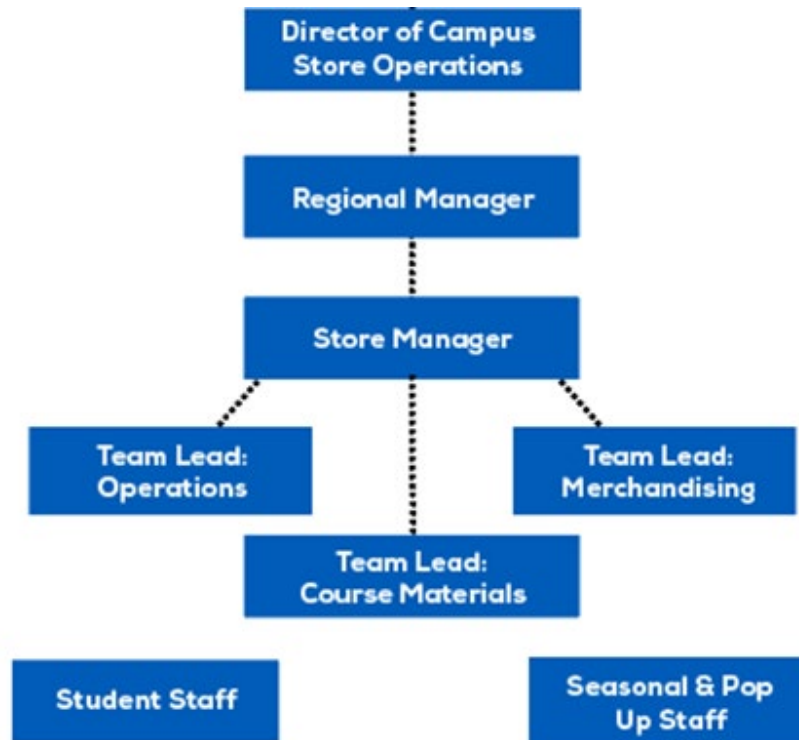 Director of Campus
Store Operations
Regional Manager
Store Manager
Team Lead:
Operations
Team Lead:
Merchandising
Team Lead:
Course Materials
Student Staff
Seasonal & Pop
Up Staff